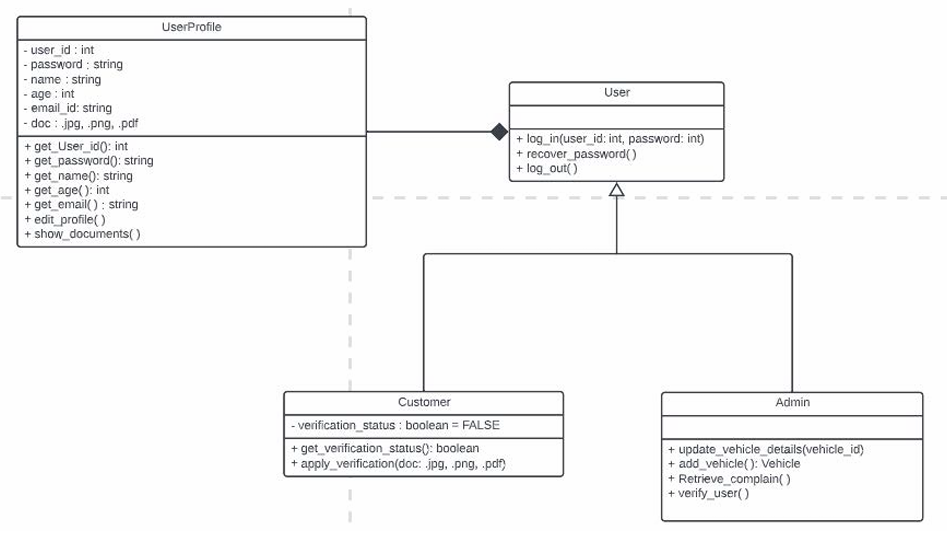 UserProfile
- user_id : int
- password : string
- name : string
- age : int
- email_id: string
- doc : .jpg, .png, .pdf
+ get_User_id(): int
+ get_password(): string
+ get_name(): string
+ get_age( ): int
+ get_email( ) : string
+ edit_profile( )
+ show_documents( )
User
+ log_in(user_id: int, password: int)
+ recover_password( )
+ log_out( )
Customer
- verification_status : boolean = FALSE
+ get_verification_status(): boolean
+ apply_verification(doc: .jpg, .png, .pdf)
Admin
+ update_vehicle_details(vehicle_id)
+ add_vehicle( ): Vehicle
+ Retrieve_complain( )
+ verify_user( )